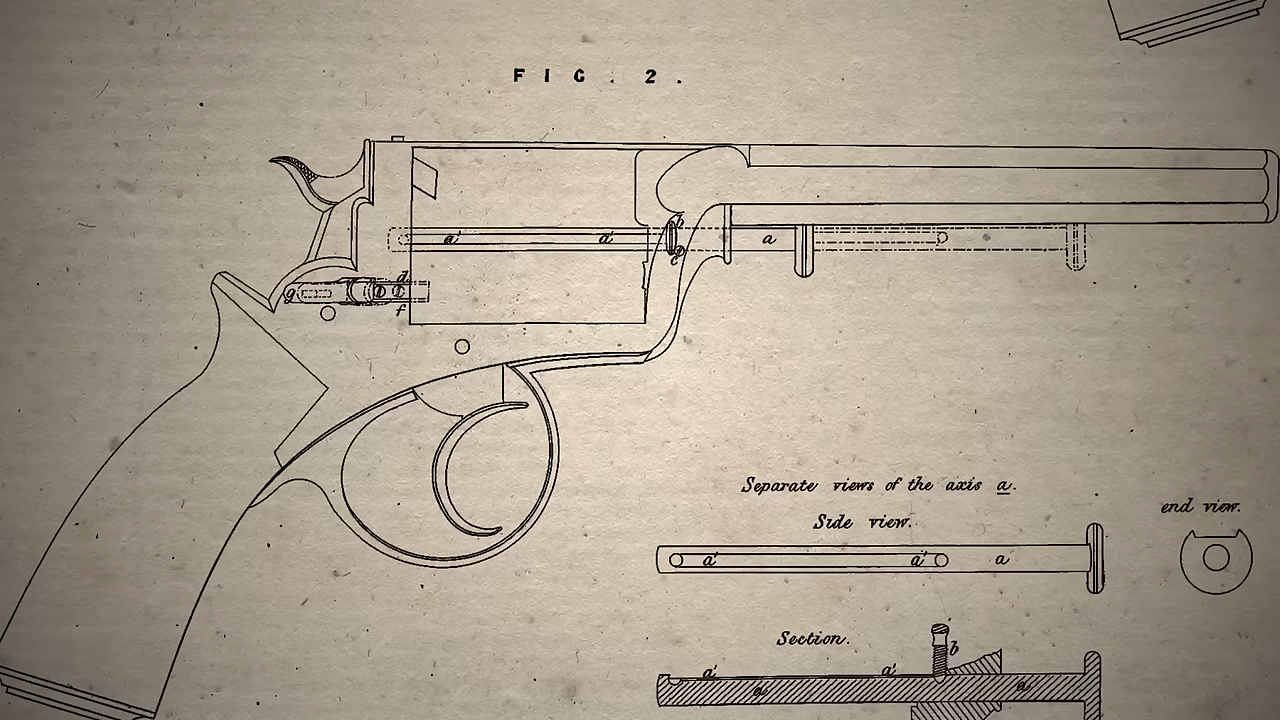 FIG. 2.
a' a' b
c
a
d
g
f
Separate views of the axis a.
Side view.
end view.
a' a' a
Section.
b
a' a'
a a